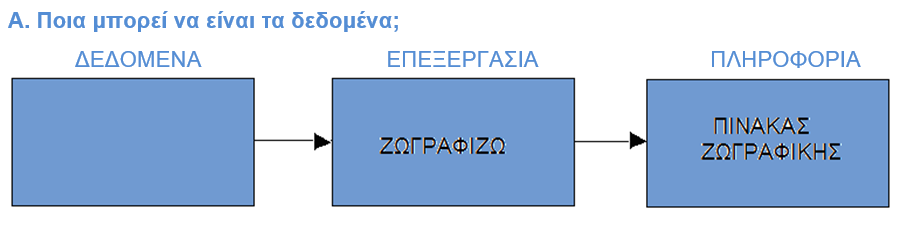 Α. Ποια μπορεί να είναι τα δεδομένα;
ΔΕΔΟΜΕΝΑ ΕΠΕΞΕΡΓΑΣΙΑ ΠΛΗΡΟΦΟΡΙΑ
ΖΩΓΡΑΦΙΖΩ
ΠΙΝΑΚΑΣ
ΖΩΓΡΑΦΙΚΗΣ